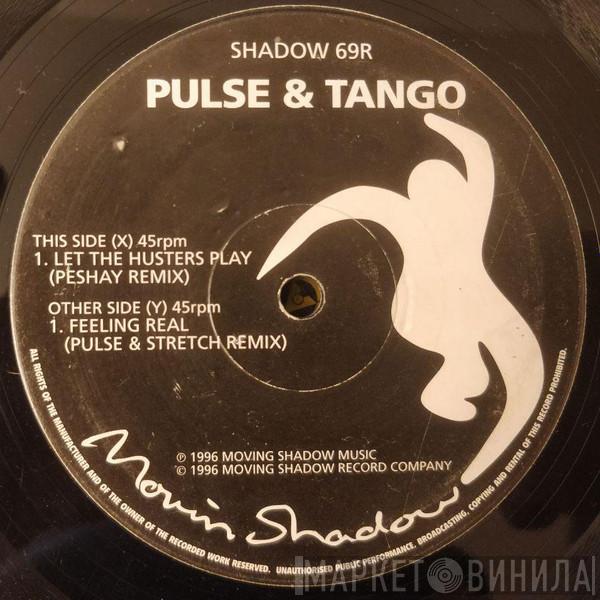 SHADOW 69R
PULSE & TANGO
THIS SIDE (X) 45rpm
1. LET THE HUSTERS PLAY
(PESHAY REMIX)
OTHER SIDE (Y) 45rpm
1. FEELING REAL
(PULSE & STRETCH REMIX)
℗ 1996 MOVING SHADOW MUSIC
© 1996 MOVING SHADOW RECORD COMPANY
Movin Shadow
ALL RIGHTS OF THE MANUFACTURER AND OF THE OWNER OF THE RECORDED WORK RESERVED. UNAUTHORISED PUBLIC PERFORMANCE, BROADCASTING, COPYING AND RENTAL OF THIS RECORD PROHIBITED.
МАРКЕТ ВИНИЛА